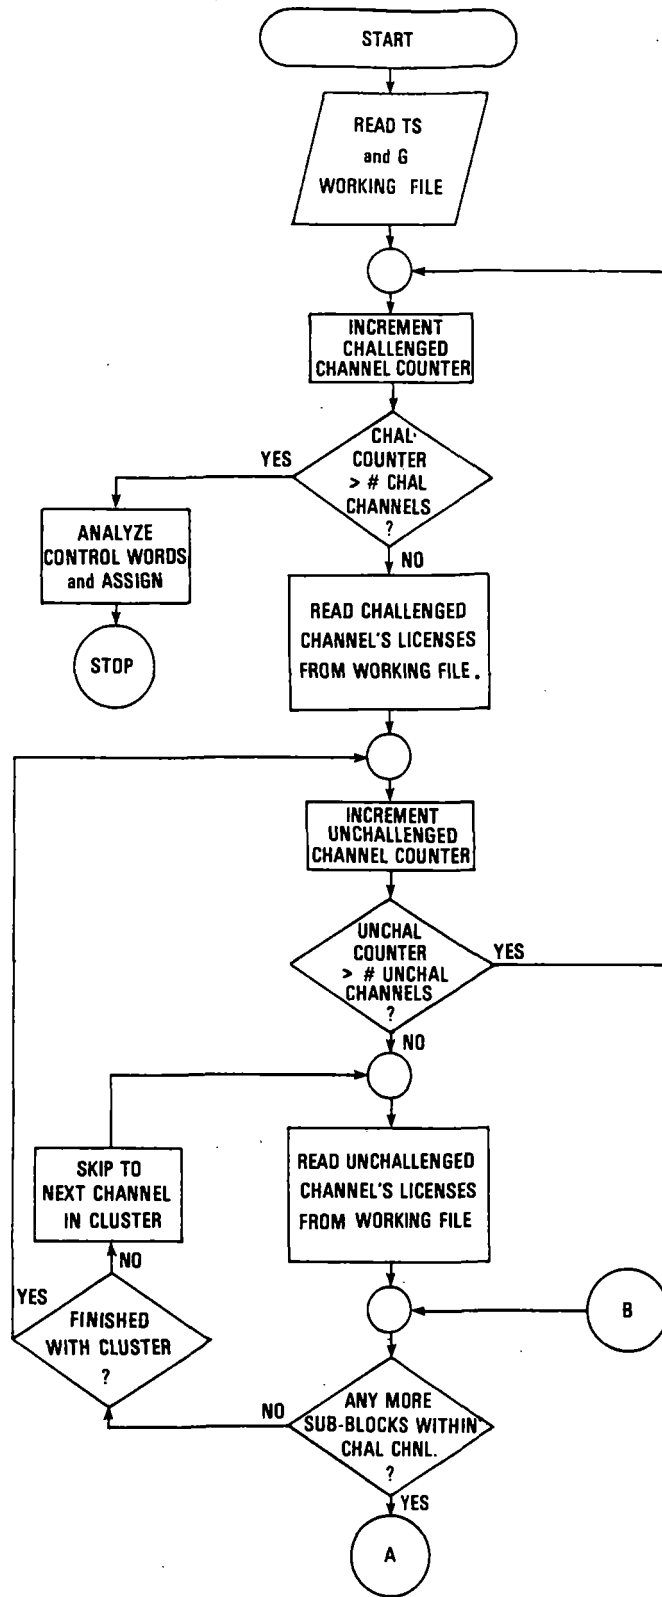 START
READ TS
and G
WORKING FILE
INCREMENT
CHALLENGED
CHANNEL COUNTER
YES
CHAL
COUNTER
> # CHAL
CHANNELS
?
ANALYZE
CONTROL WORDS
and ASSIGN
NO
STOP
READ CHALLENGED
CHANNEL'S LICENSES
FROM WORKING FILE.
INCREMENT
UNCHALLENGED
CHANNEL COUNTER
UNCHAL
COUNTER
> # UNCHAL
CHANNELS
?
YES
NO
SKIP TO
NEXT CHANNEL
IN CLUSTER
READ UNCHALLENGED
CHANNEL'S LICENSES
FROM WORKING FILE
NO
YES
FINISHED
WITH CLUSTER
?
B
NO
ANY MORE
SUB-BLOCKS WITHIN
CHAL CHNL.
?
YES
A